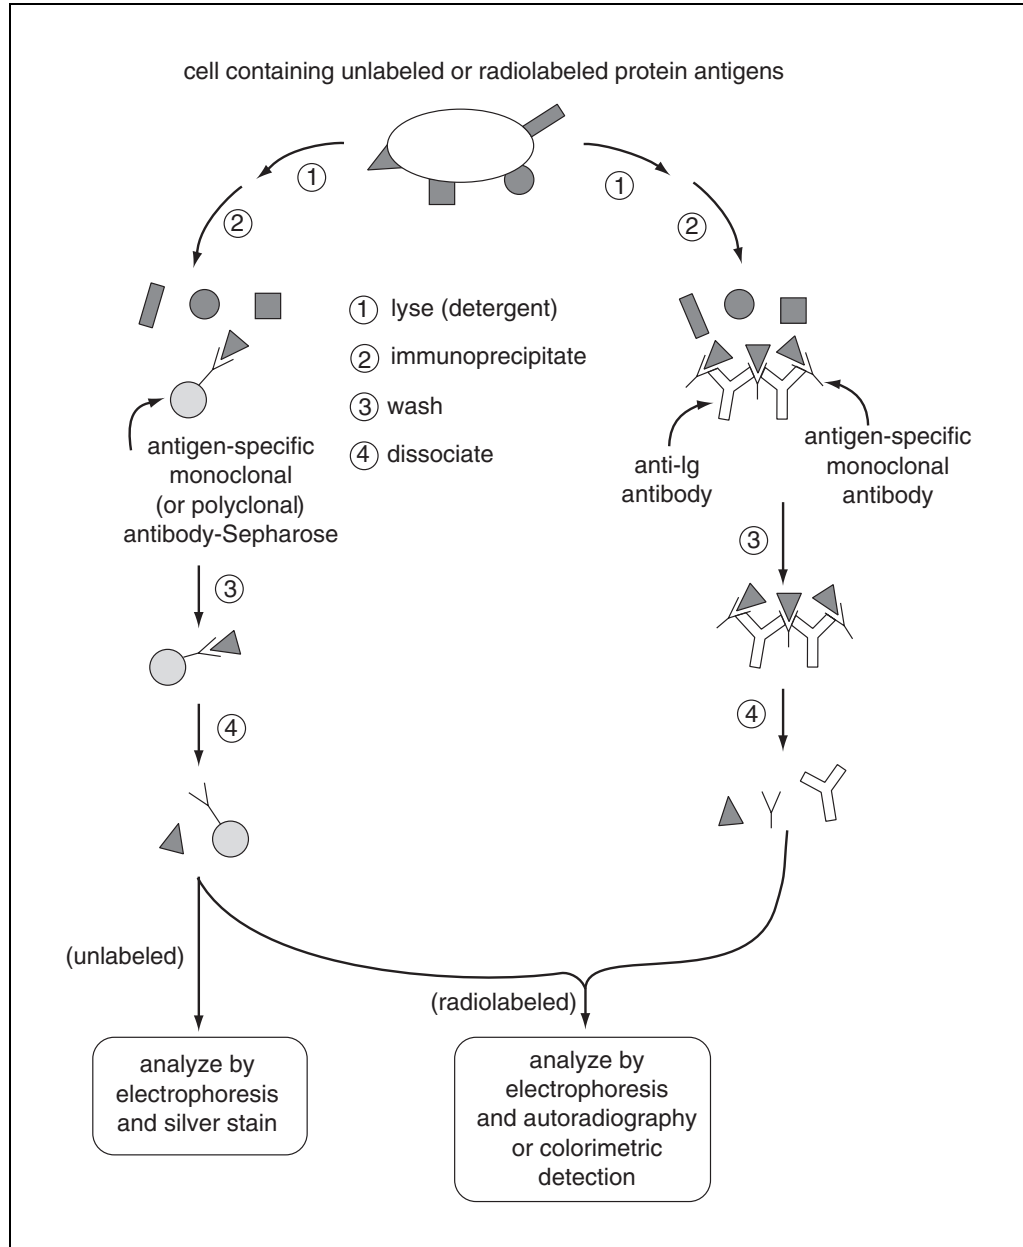 cell containing unlabeled or radiolabeled protein antigens
1
1
2
2
1 lyse (detergent)
2 immunoprecipitate
3 wash
4 dissociate
antigen-specific
monoclonal
(or polyclonal)
antibody-Sepharose
anti-Ig
antibody
antigen-specific
monoclonal
antibody
3
3
4
4
(unlabeled)
(radiolabeled)
analyze by
electrophoresis
and silver stain
analyze by
electrophoresis
and autoradiography
or colorimetric
detection